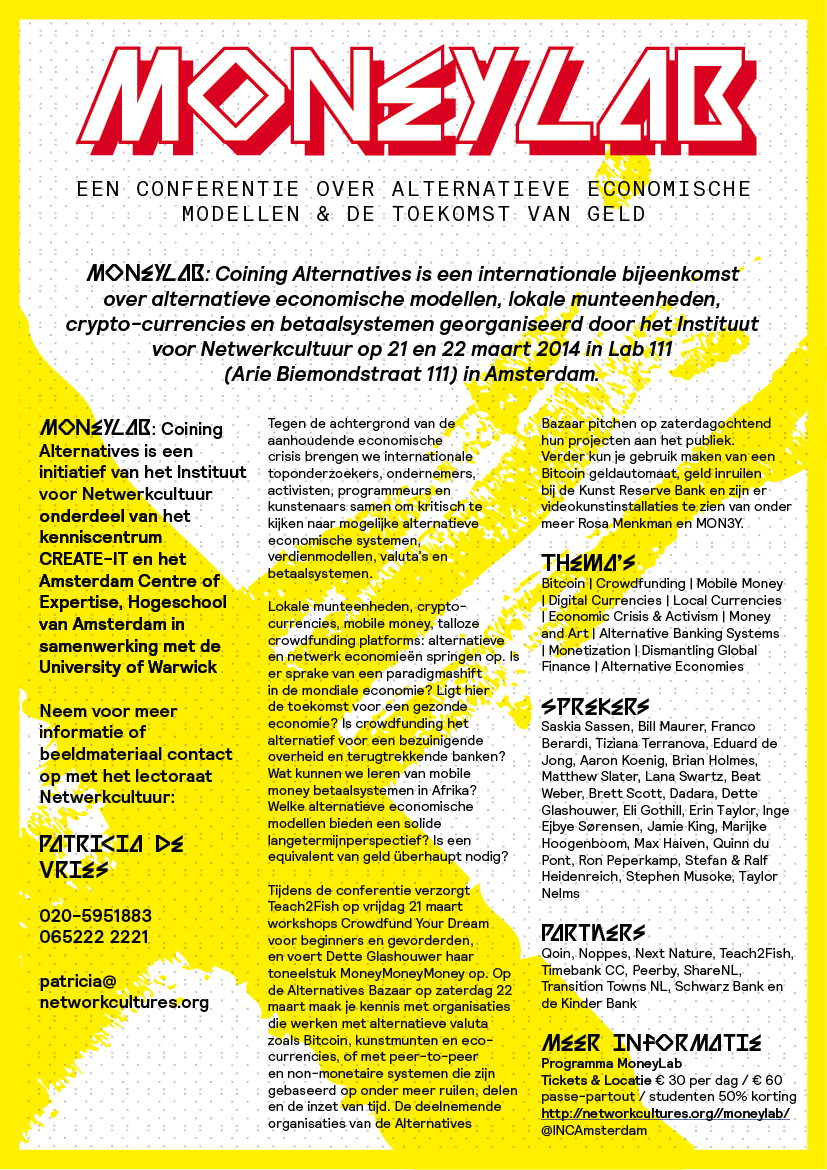 MONEYLAB
EEN CONFERENTIE OVER ALTERNATIEVE ECONOMISCHE
MODELLEN & DE TOEKOMST VAN GELD
MONEYLAB: Coining Alternatives is een internationale bijeenkomst
over alternatieve economische modellen, lokale munteenheden,
crypto-currencies en betaalsystemen georganiseerd door het Instituut
voor Netwerkcultuur op 21 en 22 maart 2014 in Lab 111
(Arie Biemondstraat 111) in Amsterdam.
MONEYLAB: Coining
Alternatives is een
initiatief van het Instituut
voor Netwerkcultuur
onderdeel van het
kenniscentrum
CREATE-IT en het
Amsterdam Centre of
Expertise, Hogeschool
van Amsterdam in
samenwerking met de
University of Warwick
Neem voor meer
informatie of
beeldmateriaal contact
op met het lectoraat
Netwerkcultuur:
PATRICIA DE
VRIES
020-5951883
065222 2221
patricia@
networkcultures.org
Tegen de achtergrond van de
aanhoudende economische
crisis brengen we internationale
toponderzoekers, ondernemers,
activisten, programmeurs en
kunstenaars samen om kritisch te
kijken naar mogelijke alternatieve
economische systemen,
verdienmodellen, valuta's en
betaalsystemen.
Lokale munteenheden, crypto-
currencies, mobile money, talloze
crowdfunding platforms: alternatieve
en netwerk economieën springen op. Is
er sprake van een paradigmashift
in de mondiale economie? Ligt hier
de toekomst voor een gezonde
economie? Is crowdfunding het
alternatief voor een bezuinigende
overheid en terugtrekkende banken?
Wat kunnen we leren van mobile
money betaalsystemen in Afrika?
Welke alternatieve economische
modellen bieden een solide
langetermijnperspectief? Is een
equivalent van geld überhaupt nodig?
Tijdens de conferentie verzorgt
Teach2Fish op vrijdag 21 maart
workshops Crowdfund Your Dream
voor beginners en gevorderden,
en voert Dette Glashouwer haar
toneelstuk MoneyMoneyMoney op. Op
de Alternatives Bazaar op zaterdag 22
maart maak je kennis met organisaties
die werken met alternatieve valuta
zoals Bitcoin, kunstmunten en eco-
currencies, of met peer-to-peer
en non-monetaire systemen die zijn
gebaseerd op onder meer ruilen, delen
en de inzet van tijd. De deelnemende
organisaties van de Alternatives
Bazaar pitchen op zaterdagochtend
hun projecten aan het publiek.
Verder kun je gebruik maken van een
Bitcoin geldautomaat, geld inruilen
bij de Kunst Reserve Bank en zijn er
videokunstinstallaties te zien van onder
meer Rosa Menkman en MON3Y.
THEMA'S
Bitcoin | Crowdfunding | Mobile Money
| Digital Currencies | Local Currencies
| Economic Crisis & Activism | Money
and Art | Alternative Banking Systems
| Monetization | Dismantling Global
Finance | Alternative Economies
SPREKERS
Saskia Sassen, Bill Maurer, Franco
Berardi, Tiziana Terranova, Eduard de
Jong, Aaron Koenig, Brian Holmes,
Matthew Slater, Lana Swartz, Beat
Weber, Brett Scott, Dadara, Dette
Glashouwer, Eli Gothill, Erin Taylor, Inge
Ejbye Sørensen, Jamie King, Marijke
Hoogenboom, Max Haiven, Quinn du
Pont, Ron Peperkamp, Stefan & Ralf
Heidenreich, Stephen Musoke, Taylor
Nelms
PARTNERS
Qoin, Noppes, Next Nature, Teach2Fish,
Timebank CC, Peerby, ShareNL,
Transition Towns NL, Schwarz Bank en
de Kinder Bank
MEER INFORMATIE
Programma MoneyLab
Tickets & Locatie € 30 per dag / € 60
passe-partout / studenten 50% korting
http://networkcultures.org//moneylab/
@INCAmsterdam